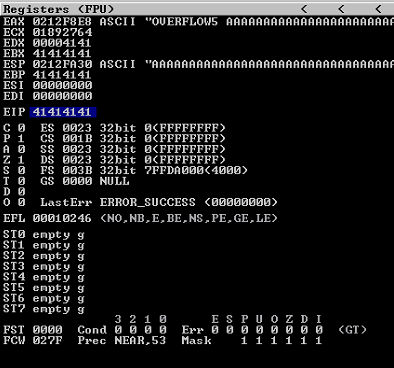 Registers (FPU) < < <
EAX 0212F8E8 ASCII "OVERFLOW5 AAAAAAAAAAAAAAAAAAAAAAAAAAA
ECX 01892764
EDX 00004141
EBX 41414141
ESP 0212FA30 ASCII "AAAAAAAAAAAAAAAAAAAAAAAAAAAAAAAAAAAAA
EBP 41414141
ESI 00000000
EDI 00000000
EIP 41414141
C 0 ES 0023 32bit 0(FFFFFFFF)
P 1 CS 001B 32bit 0(FFFFFFFF)
A 0 SS 0023 32bit 0(FFFFFFFF)
Z 1 DS 0023 32bit 0(FFFFFFFF)
S 0 FS 003B 32bit 7FFDA000(4000)
T 0 GS 0000 NULL
D 0
O 0 LastErr ERROR_SUCCESS (00000000)
EFL 00010246 (NO,NB,E,BE,NS,PE,GE,LE)
ST0 empty g
ST1 empty g
ST2 empty g
ST3 empty g
ST4 empty g
ST5 empty g
ST6 empty g
ST7 empty g
3 2 1 0 E S P U O Z D I
FST 0000 Cond 0 0 0 0 Err 0 0 0 0 0 0 0 0 (GT)
FCW 027F Prec NEAR,53 Mask 1 1 1 1 1 1